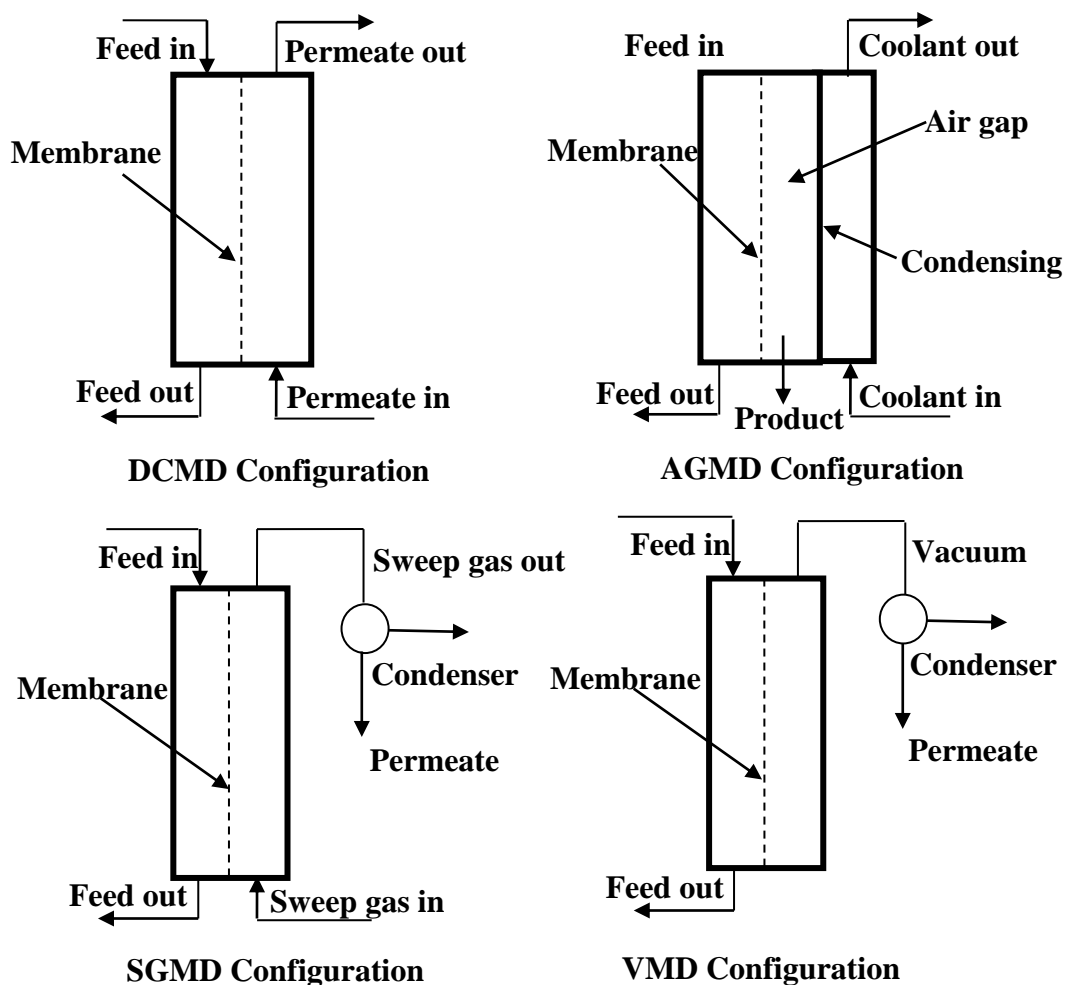 Feed in
Permeate out
Membrane
Feed out
Permeate in
DCMD Configuration
Feed in
Coolant out
Air gap
Membrane
Condensing
Feed out
Product
Coolant in
AGMD Configuration
Feed in
Sweep gas out
Condenser
Membrane
Permeate
Feed out
Sweep gas in
SGMD Configuration
Feed in
Vacuum
Condenser
Membrane
Permeate
Feed out
VMD Configuration